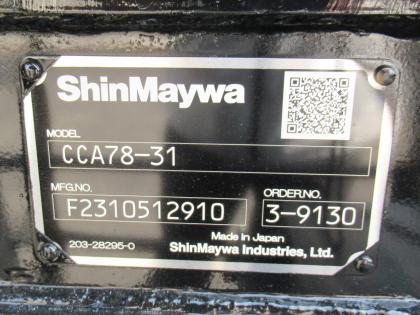 ShinMaywa
MODEL
CCA78-31
MFG.NO. ORDER.NO.
F2310512910 3-9130
Made in Japan
203-28295-0 ShinMaywa Industries, Ltd.